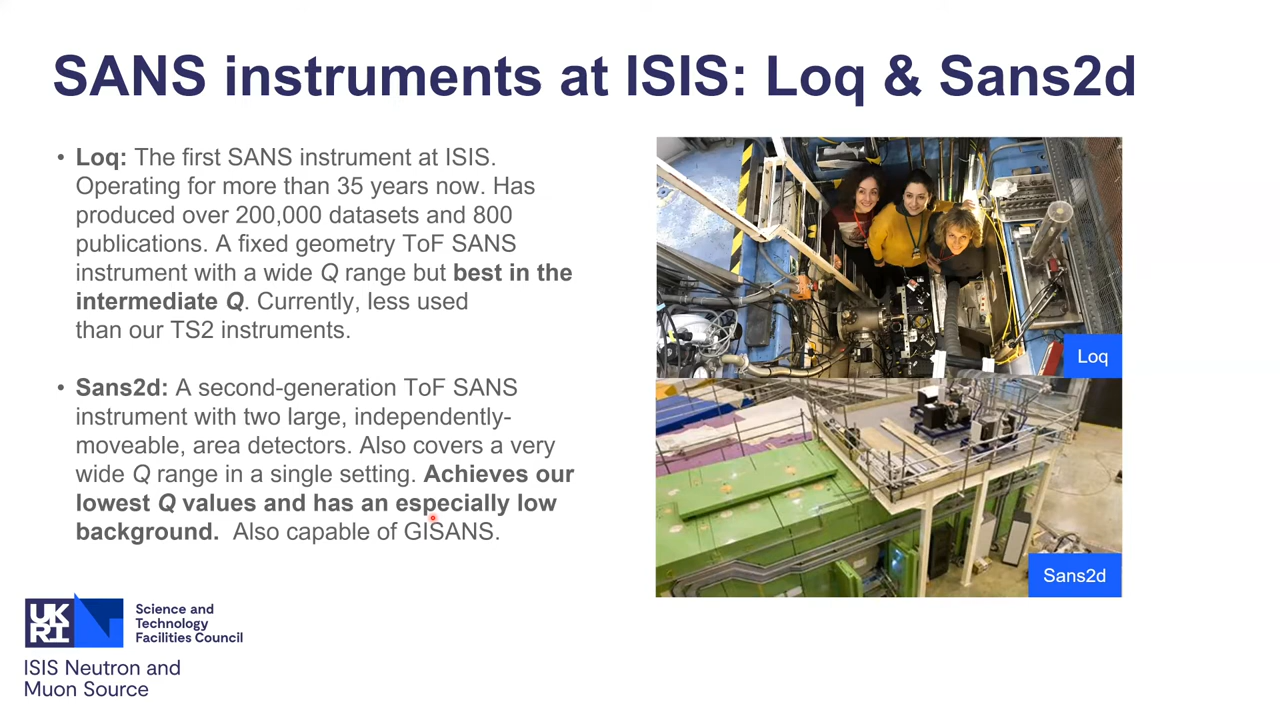 SANS instruments at ISIS: Loq & Sans2d
• Loq: The first SANS instrument at ISIS.
Operating for more than 35 years now. Has
produced over 200,000 datasets and 800
publications. A fixed geometry ToF SANS
instrument with a wide Q range but best in the
intermediate Q. Currently, less used
than our TS2 instruments.
• Sans2d: A second-generation ToF SANS
instrument with two large, independently-
moveable, area detectors. Also covers a very
wide Q range in a single setting. Achieves our
lowest Q values and has an especially low
background.  Also capable of GISANS.
Loq
Sans2d
UK
RI
Science and
Technology
Facilities Council
ISIS Neutron and
Muon Source